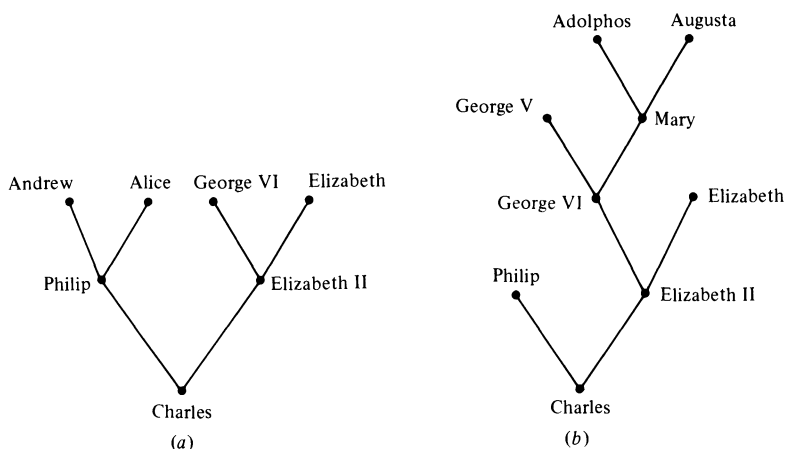 Andrew
Alice
George VI
Elizabeth
Philip
Elizabeth II
Charles
(a)
Adolphos
Augusta
George V
Mary
George VI
Elizabeth
Philip
Elizabeth II
Charles
(b)